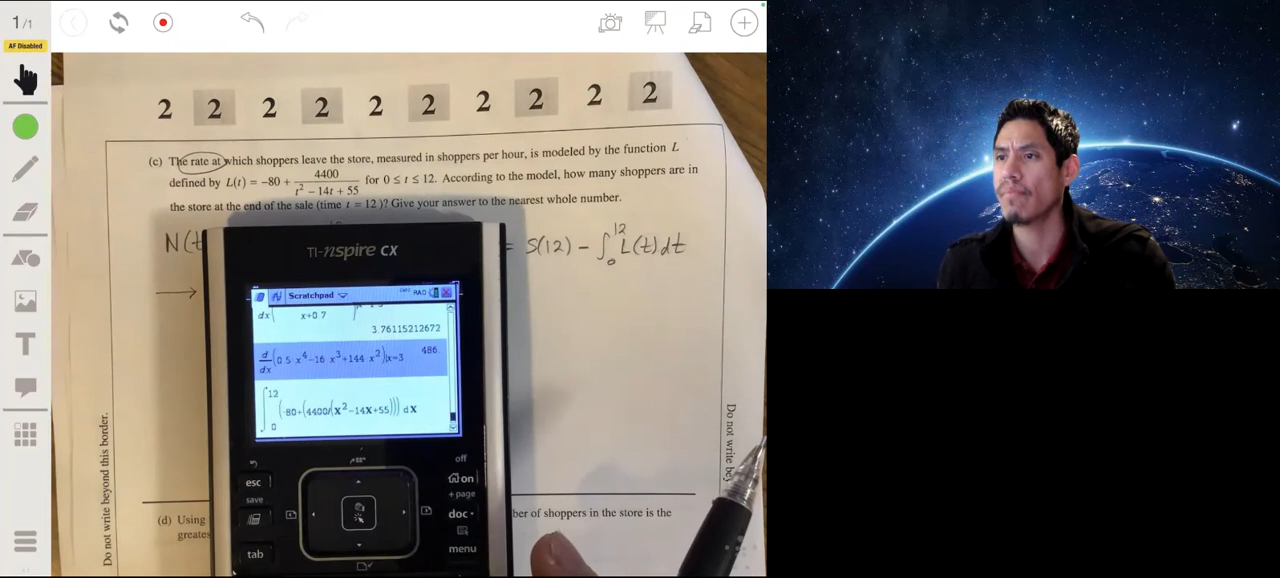 1/1
AF Disabled
2 2 2 2 2 2 2 2 2 2
(c) The rate at which shoppers leave the store, measured in shoppers per hour, is modeled by the function L
defined by L(t) = −80 + 4400 / (t² − 14t + 55) for 0 ≤ t ≤ 12. According to the model, how many shoppers are in
the store at the end of the sale (time t = 12)? Give your answer to the nearest whole number.
N(t = S(12) − ∫₀¹² L(t)dt
→
TI-nspire CX
Scratchpad RAD
dx( x+0.7
3.76115212672
d/dx(0.5 x⁴−16 x³+144 x²)|x=3 486.
∫₀¹²(-80+(4400/(x²−14x+55))) dx
off
esc on
save + page
doc
tab menu
Do not write beyond this border.
Do not write bey
(d) Using ber of shoppers in the store is the
greates
T